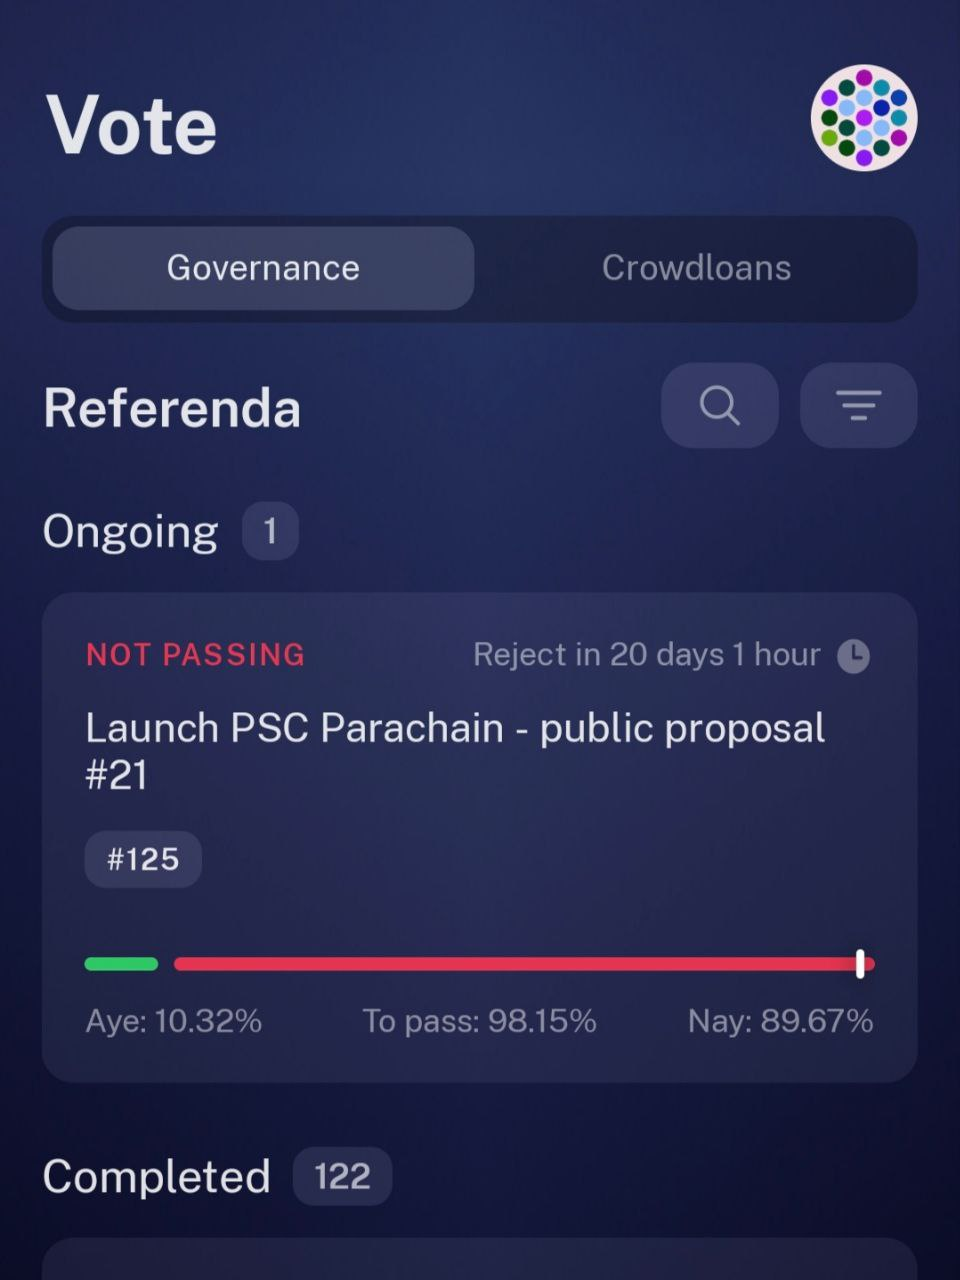 Vote
Governance
Crowdloans
Referenda
Ongoing 1
NOT PASSING
Reject in 20 days 1 hour
Launch PSC Parachain - public proposal
#21
#125
Aye: 10.32%
To pass: 98.15%
Nay: 89.67%
Completed 122